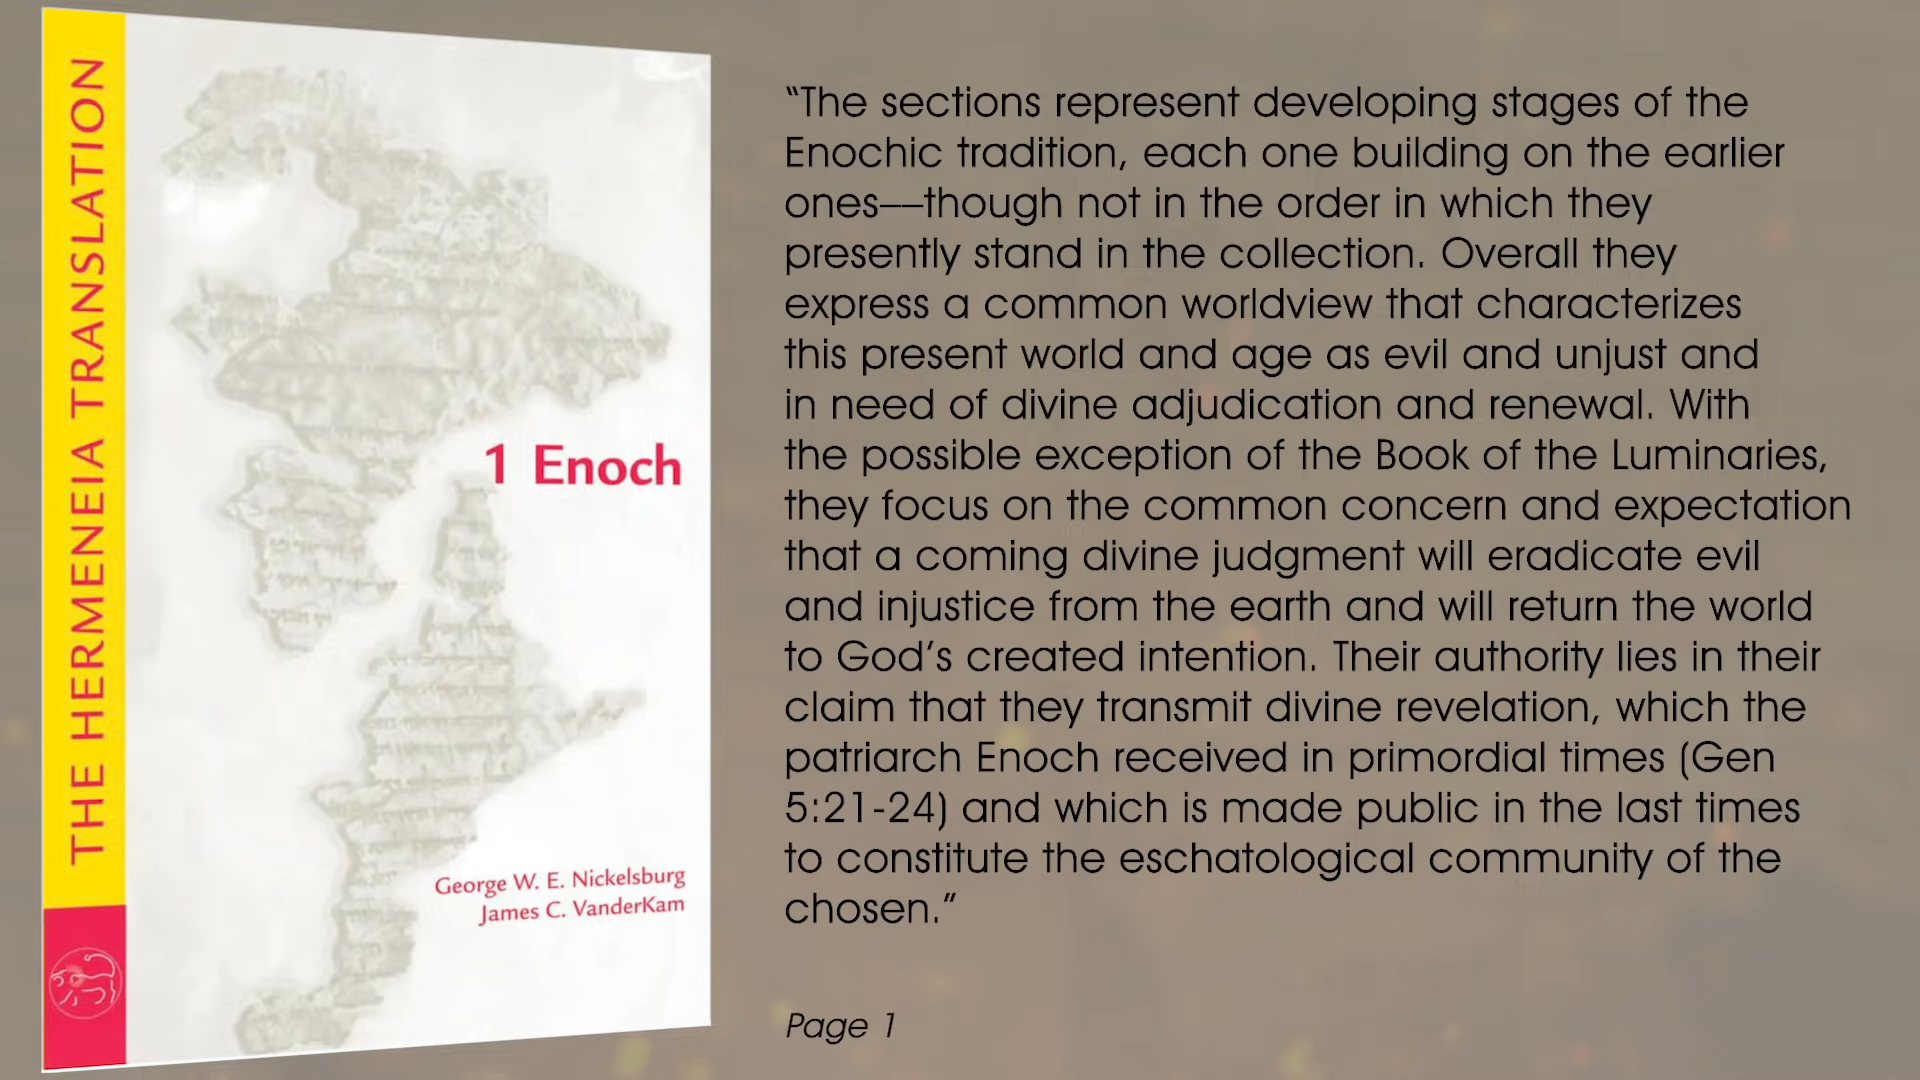 THE HERMENEIA TRANSLATION
1 Enoch
George W. E. Nickelsburg
James C. VanderKam
“The sections represent developing stages of the
Enochic tradition, each one building on the earlier
ones––though not in the order in which they
presently stand in the collection. Overall they
express a common worldview that characterizes
this present world and age as evil and unjust and
in need of divine adjudication and renewal. With
the possible exception of the Book of the Luminaries,
they focus on the common concern and expectation
that a coming divine judgment will eradicate evil
and injustice from the earth and will return the world
to God’s created intention. Their authority lies in their
claim that they transmit divine revelation, which the
patriarch Enoch received in primordial times (Gen
5:21-24) and which is made public in the last times
to constitute the eschatological community of the
chosen.”
Page 1